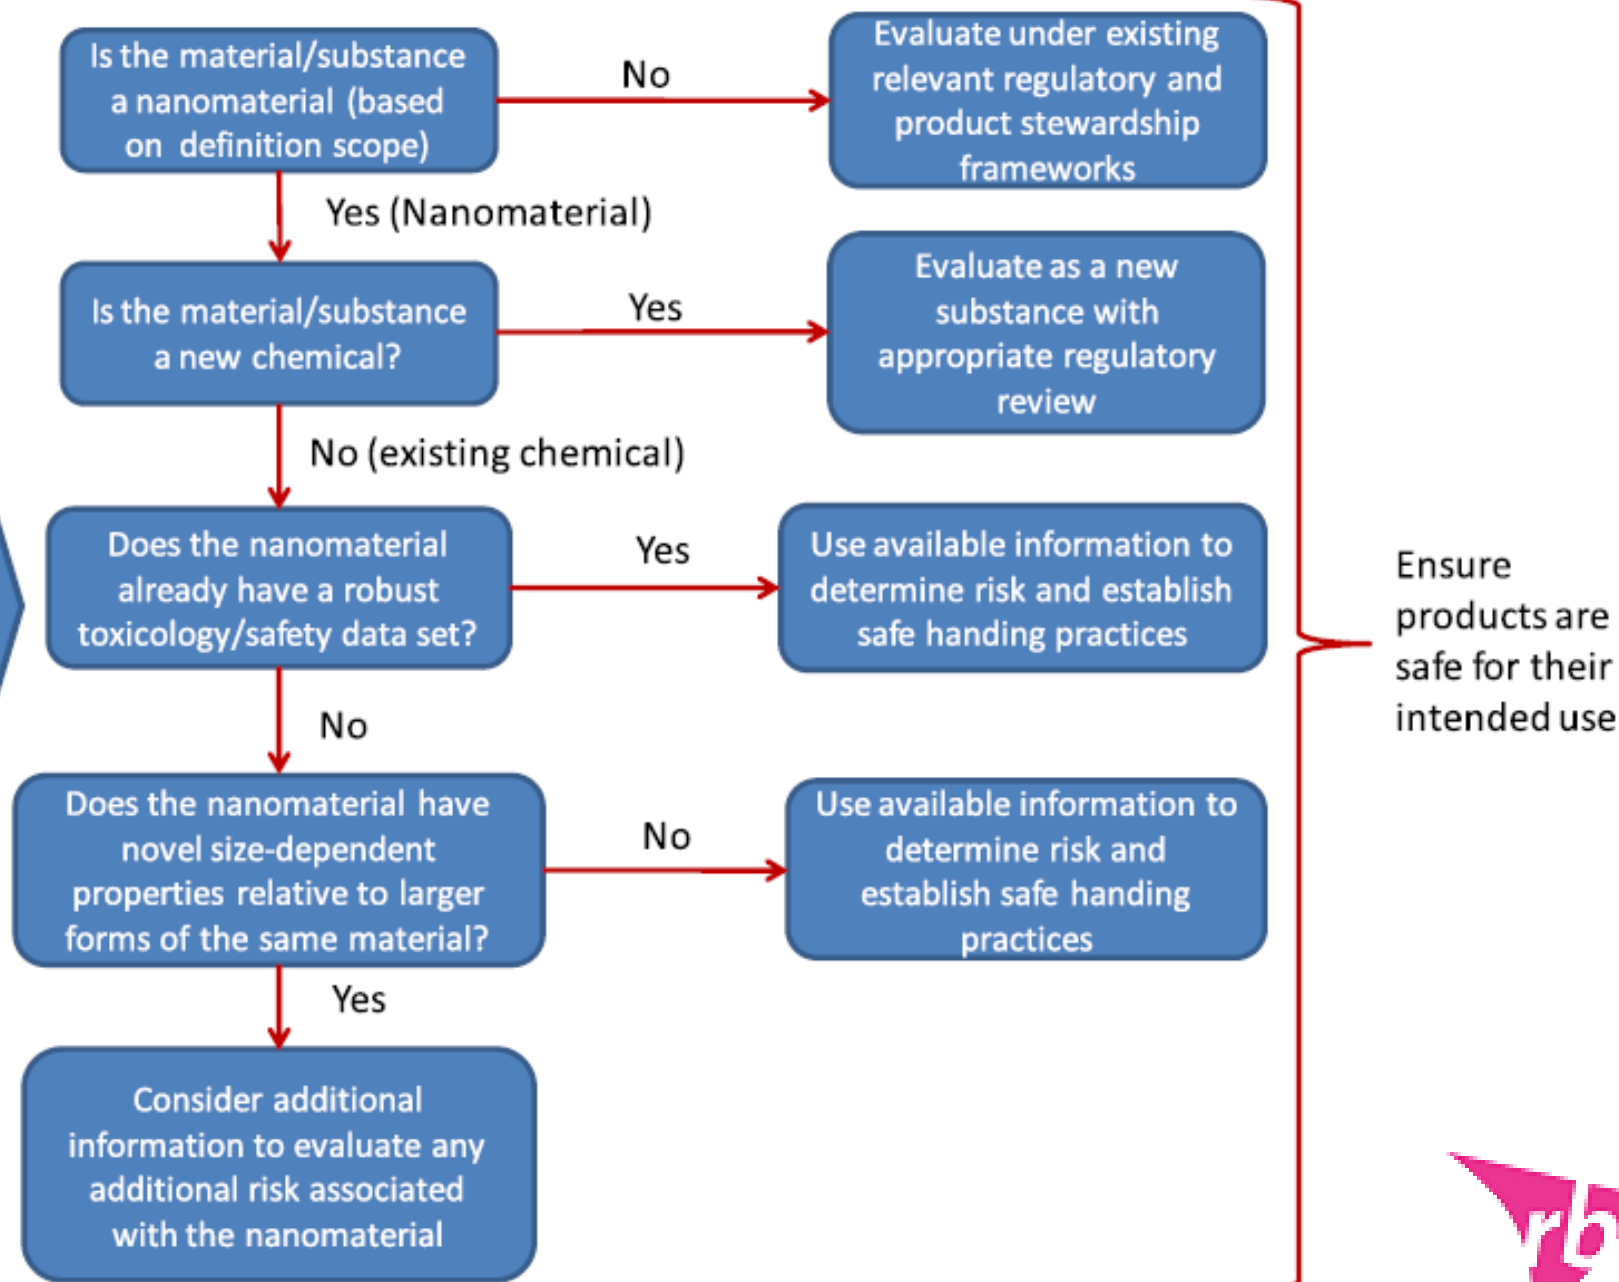 Is the material/substance
a nanomaterial (based
on definition scope)
No
Evaluate under existing
relevant regulatory and
product stewardship
frameworks
Yes (Nanomaterial)
Is the material/substance
a new chemical?
Yes
Evaluate as a new
substance with
appropriate regulatory
review
No (existing chemical)
Does the nanomaterial
already have a robust
toxicology/safety data set?
Yes
Use available information to
determine risk and establish
safe handing practices
No
Does the nanomaterial have
novel size-dependent
properties relative to larger
forms of the same material?
No
Use available information to
determine risk and
establish safe handing
practices
Yes
Consider additional
information to evaluate any
additional risk associated
with the nanomaterial
Ensure
products are
safe for their
intended use
rb